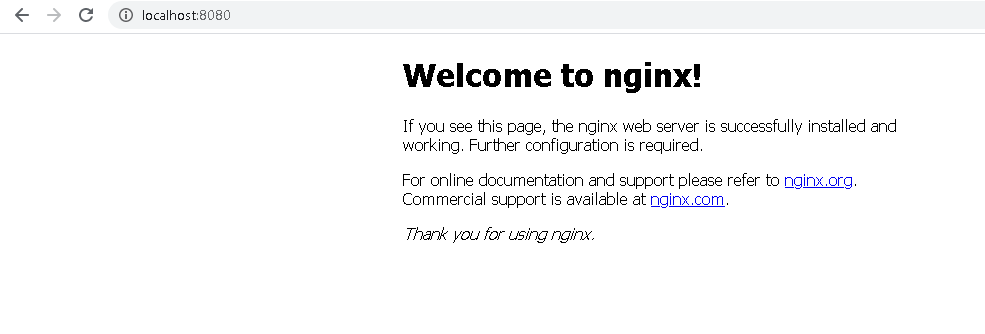 localhost:8080
Welcome to nginx!
If you see this page, the nginx web server is successfully installed and
working. Further configuration is required.
For online documentation and support please refer to nginx.org.
Commercial support is available at nginx.com.
Thank you for using nginx.